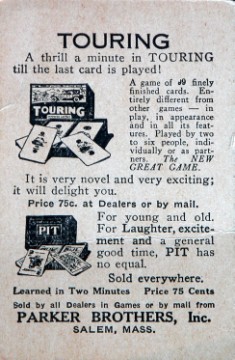 TOURING
A thrill a minute in TOURING
till the last card is played!
A game of 99 finely
finished cards. En-
tirely different from
other games — in
play, in appearance
and in all its feat-
ures. Played by two
to six people, indi-
vidually or as part-
ners. The NEW
GREAT GAME.
TOURING
It is very novel and very exciting;
it will delight you.
Price 75c. at Dealers or by mail.
PIT
For young and old.
For Laughter, excite-
ment and a general
good time, PIT has
no equal.
Sold everywhere.
Learned in Two Minutes Price 75 Cents
Sold by all Dealers in Games or by mail from
PARKER BROTHERS, Inc.
SALEM, MASS.